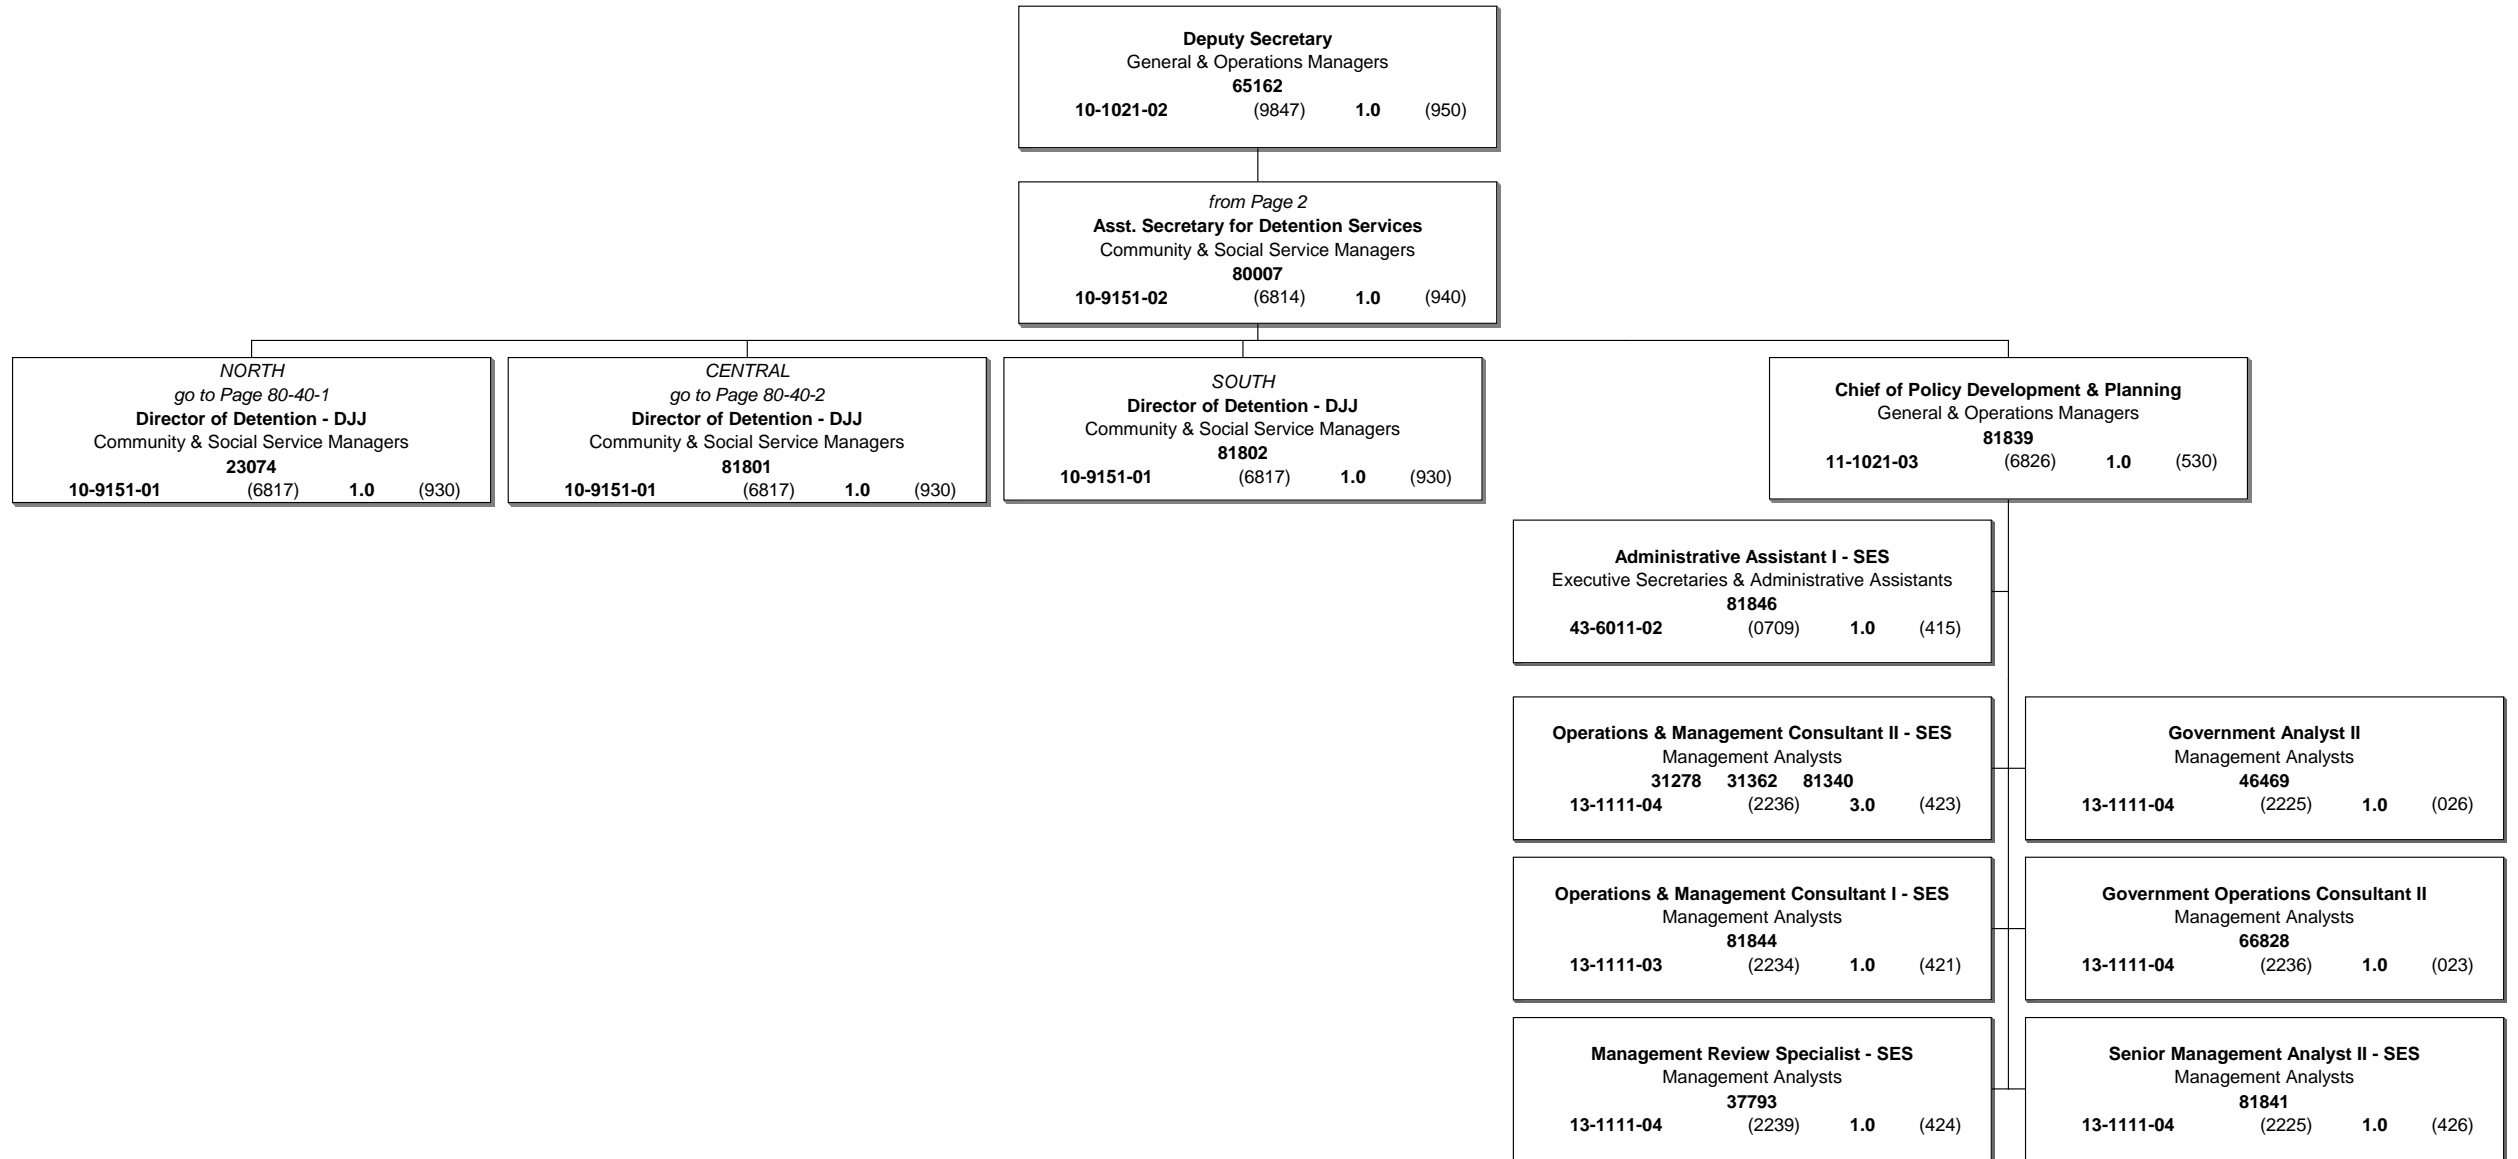 Deputy Secretary
General & Operations Managers
65162
10-1021-02 (9847) 1.0 (950)
from Page 2
Asst. Secretary for Detention Services
Community & Social Service Managers
80007
10-9151-02 (6814) 1.0 (940)
NORTH
go to Page 80-40-1
Director of Detention - DJJ
Community & Social Service Managers
23074
10-9151-01 (6817) 1.0 (930)
CENTRAL
go to Page 80-40-2
Director of Detention - DJJ
Community & Social Service Managers
81801
10-9151-01 (6817) 1.0 (930)
SOUTH
Director of Detention - DJJ
Community & Social Service Managers
81802
10-9151-01 (6817) 1.0 (930)
Chief of Policy Development & Planning
General & Operations Managers
81839
11-1021-03 (6826) 1.0 (530)
Administrative Assistant I - SES
Executive Secretaries & Administrative Assistants
81846
43-6011-02 (0709) 1.0 (415)
Operations & Management Consultant II - SES
Management Analysts
31278 31362 81340
13-1111-04 (2236) 3.0 (423)
Government Analyst II
Management Analysts
46469
13-1111-04 (2225) 1.0 (026)
Operations & Management Consultant I - SES
Management Analysts
81844
13-1111-03 (2234) 1.0 (421)
Government Operations Consultant II
Management Analysts
66828
13-1111-04 (2236) 1.0 (023)
Management Review Specialist - SES
Management Analysts
37793
13-1111-04 (2239) 1.0 (424)
Senior Management Analyst II - SES
Management Analysts
81841
13-1111-04 (2225) 1.0 (426)